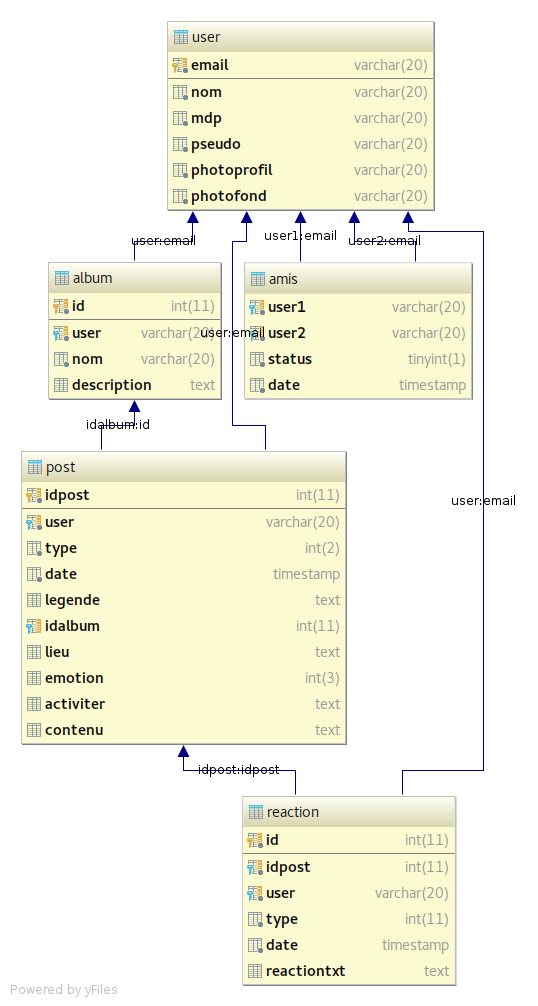 user
email varchar(20)
nom varchar(20)
mdp varchar(20)
pseudo varchar(20)
photoprofil varchar(20)
photofond varchar(20)
user:email
user1:email
user2:email
album
id int(11)
user varchar(20)
nom varchar(20)
description text
user:email
amis
user1 varchar(20)
user2 varchar(20)
status tinyint(1)
date timestamp
idalbum:id
post
idpost int(11)
user varchar(20)
type int(2)
date timestamp
legende text
idalbum int(11)
lieu text
emotion int(3)
activiter text
contenu text
user:email
idpost:idpost
reaction
id int(11)
idpost int(11)
user varchar(20)
type int(11)
date timestamp
reactiontxt text
Powered by yFiles